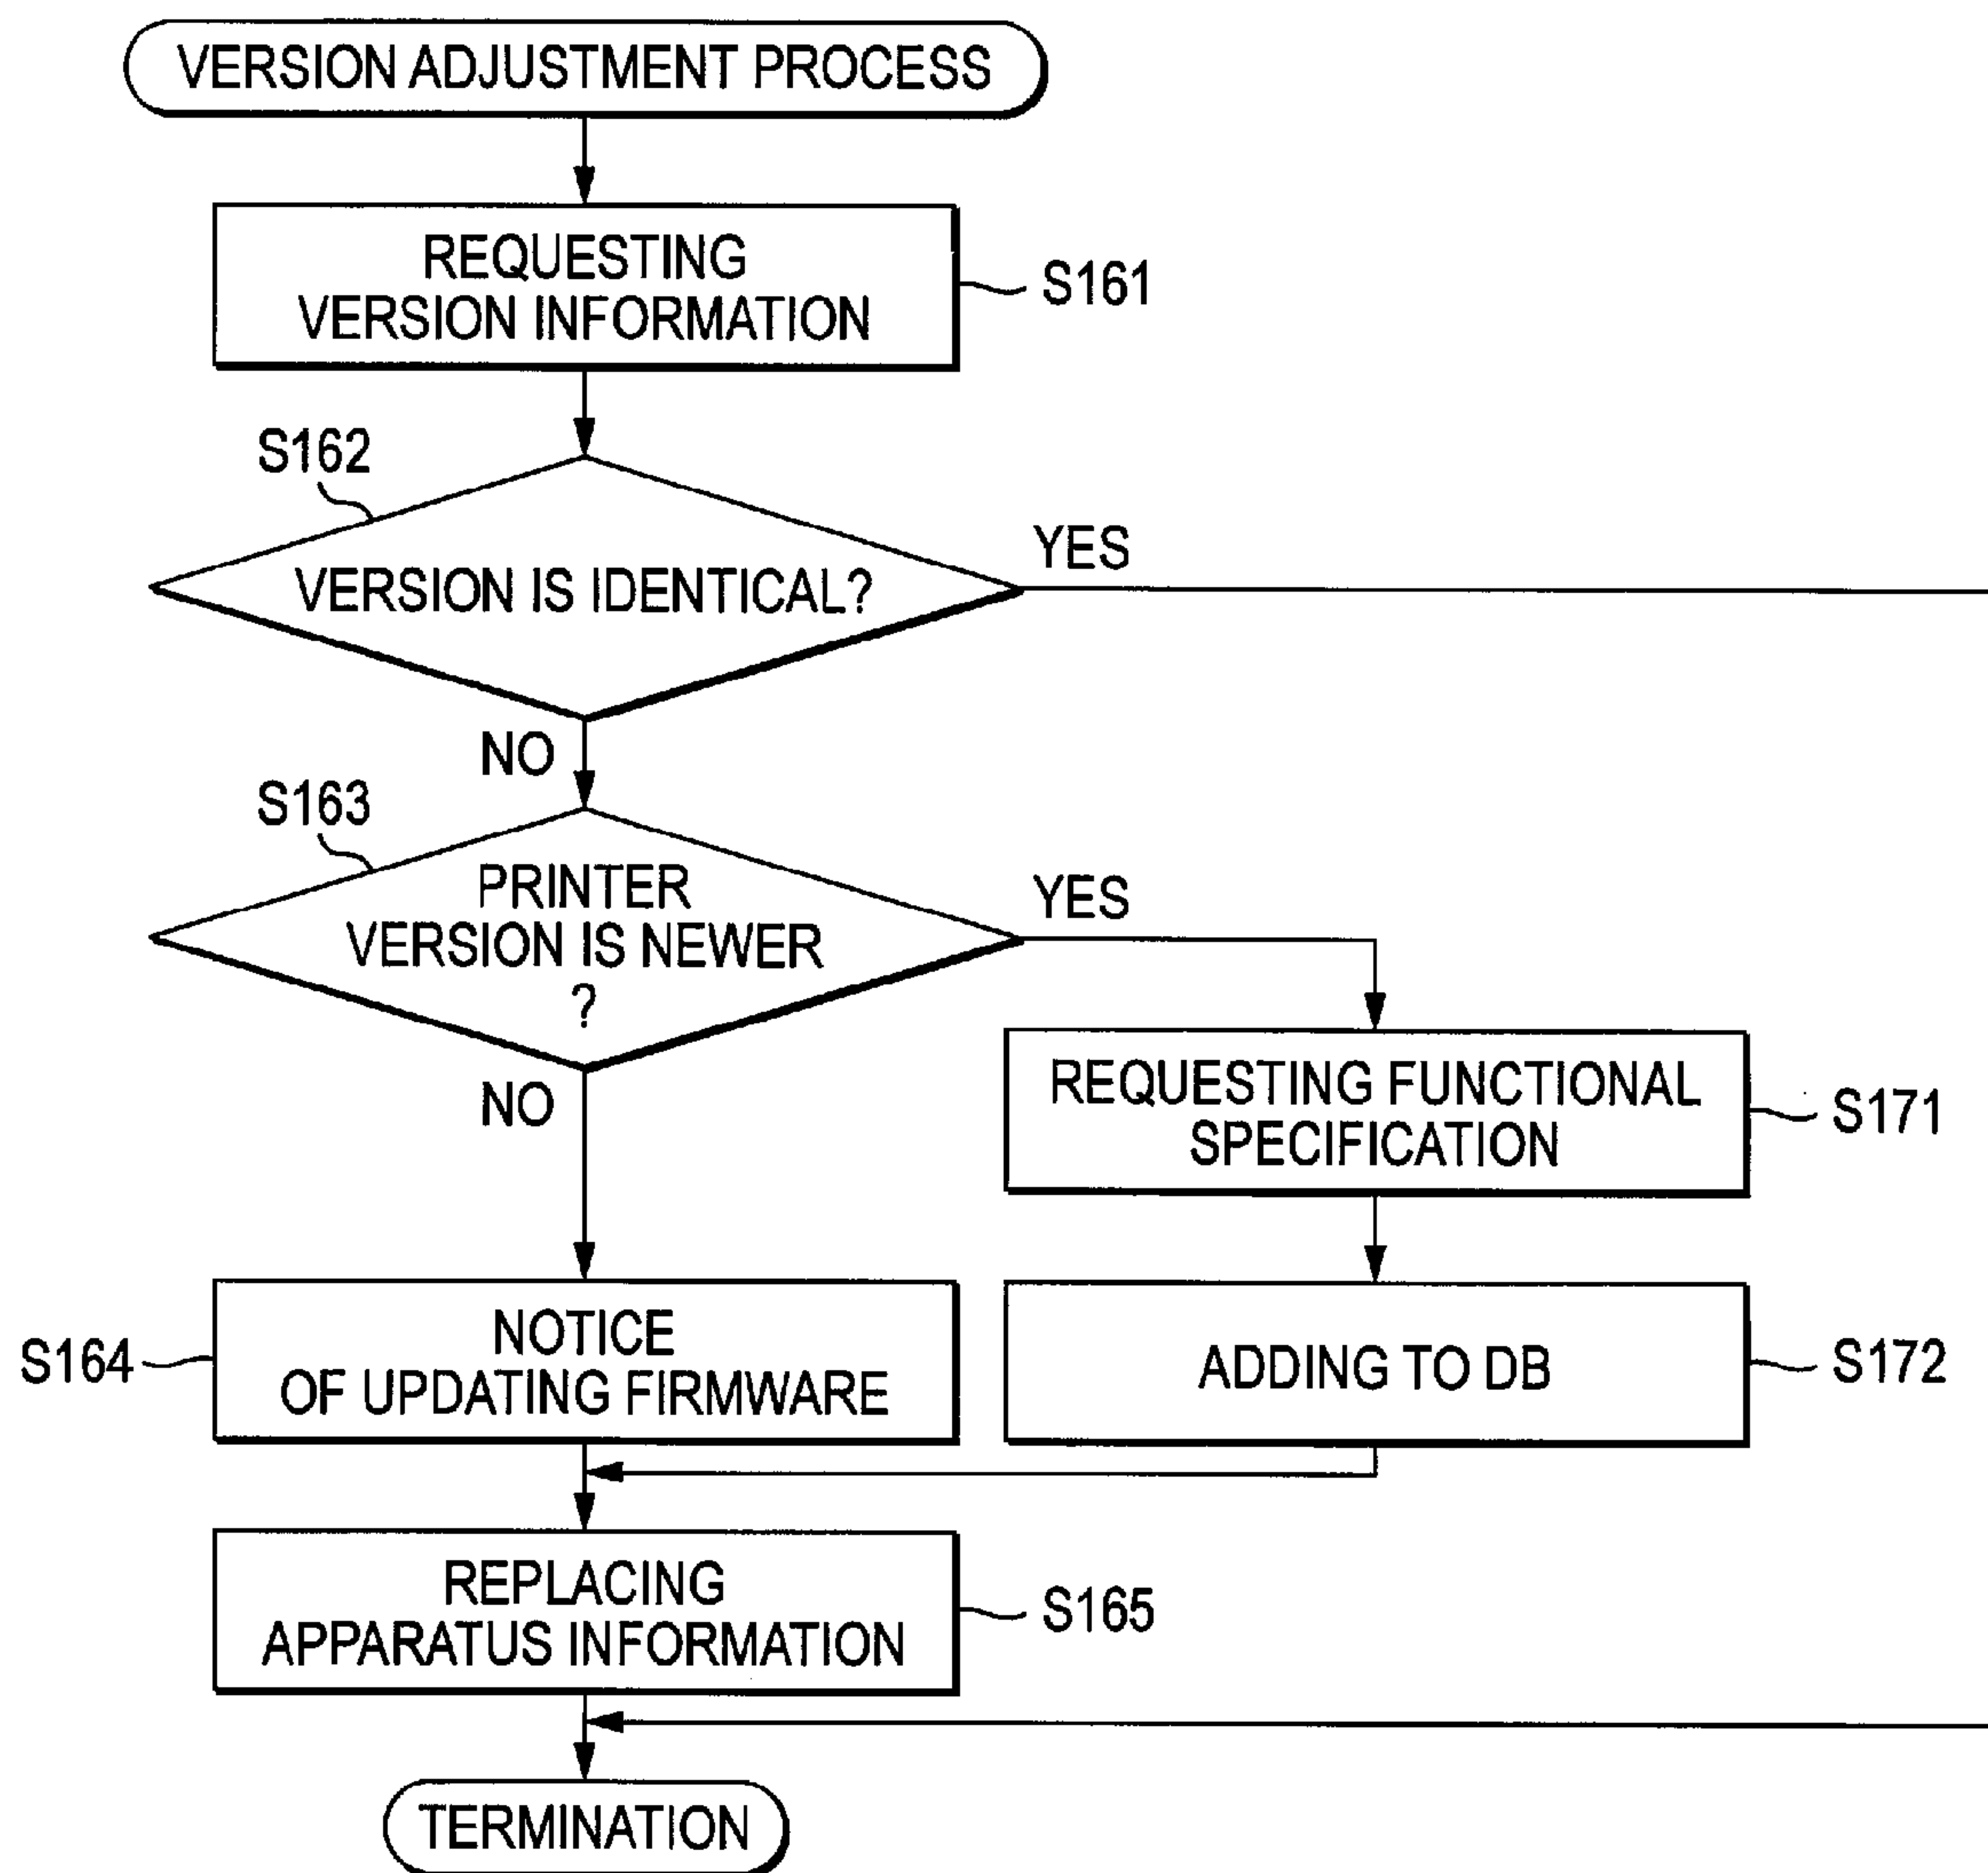 VERSION ADJUSTMENT PROCESS
REQUESTING
VERSION INFORMATION
S161
S162
VERSION IS IDENTICAL?
YES
NO
S163
PRINTER
VERSION IS NEWER
?
YES
NO
REQUESTING FUNCTIONAL
SPECIFICATION
S171
S164
NOTICE
OF UPDATING FIRMWARE
ADDING TO DB
S172
REPLACING
APPARATUS INFORMATION
S165
TERMINATION